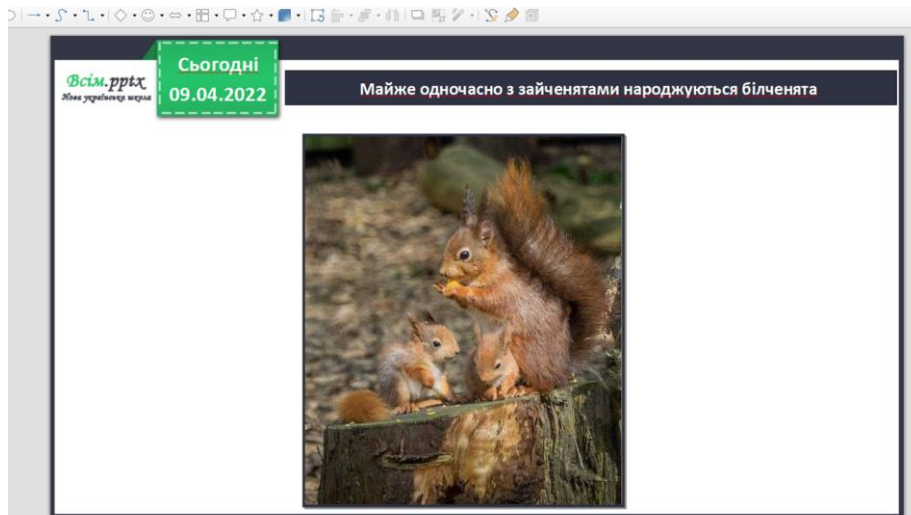 Всім.pptx
Нова українська школа
Сьогодні
09.04.2022
Майже одночасно з зайченятами народжуються білченята